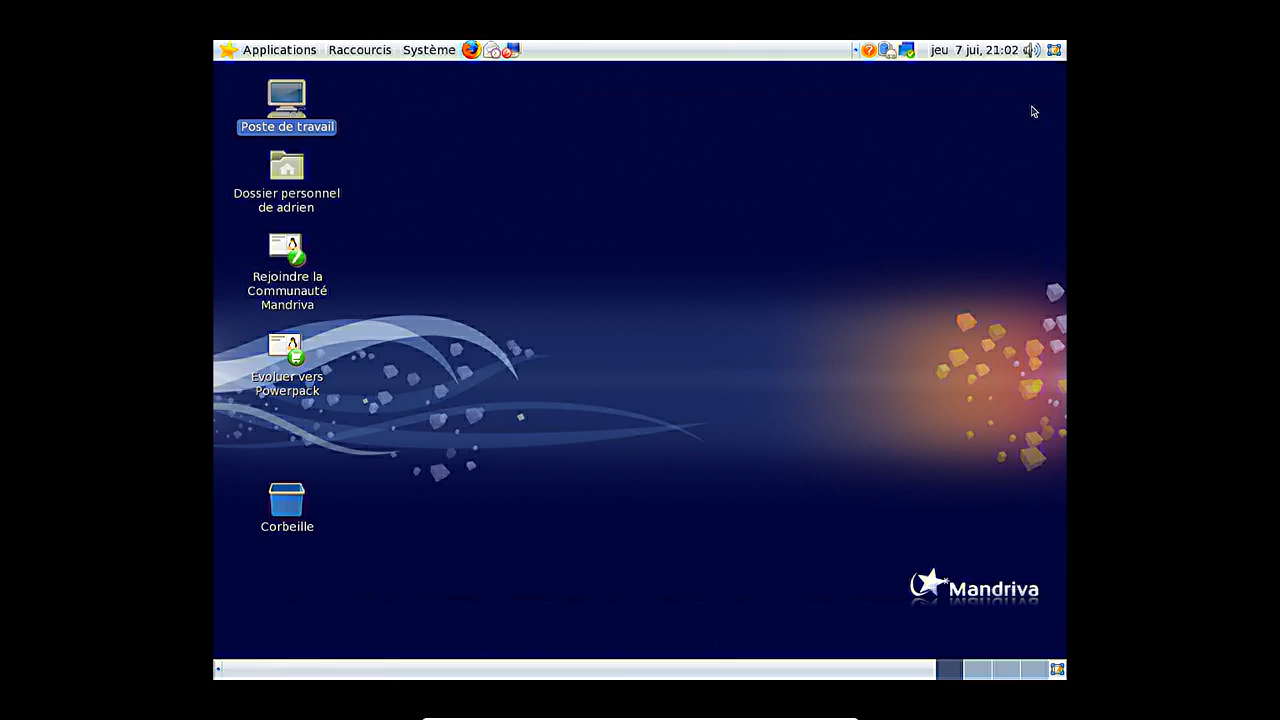 Applications Raccourcis Système jeu 7 jui, 21:02
Poste de travail
Dossier personnel
de adrien
Rejoindre la
Communauté
Mandriva
Evoluer vers
Powerpack
Corbeille
Mandriva